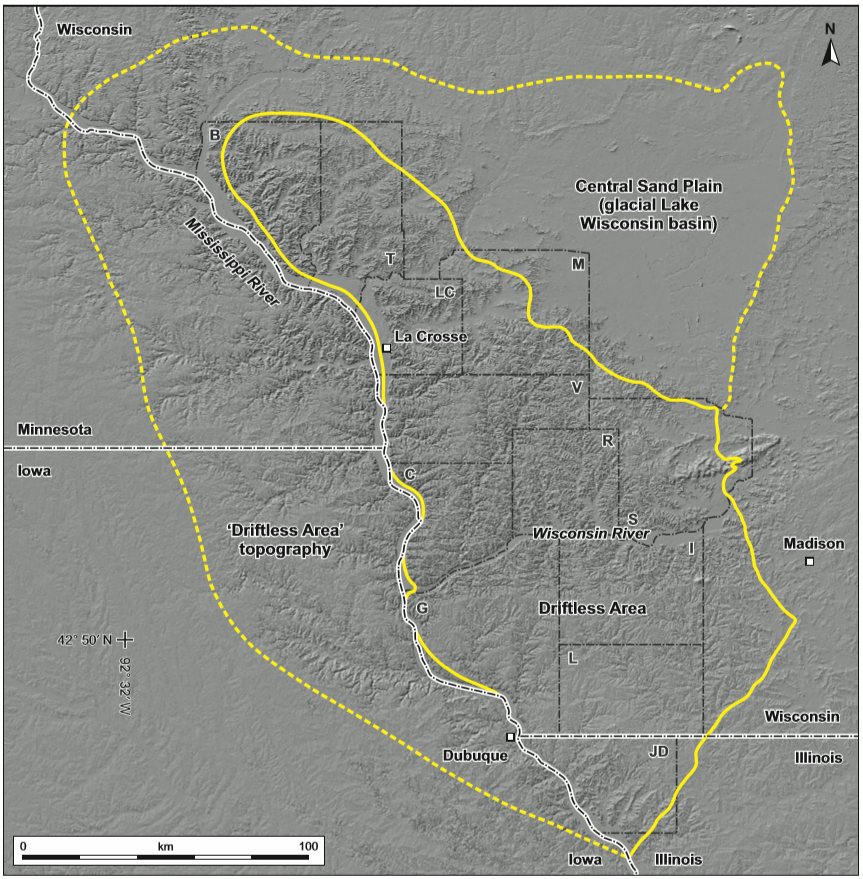 Wisconsin
N
B
Central Sand Plain
(glacial Lake
Wisconsin basin)
Mississippi River
T
M
LC
La Crosse
V
Minnesota
R
Iowa
C
'Driftless Area'
topography
S
Wisconsin River
I
Madison
G
Driftless Area
42° 50' N
92° 32' W
L
Wisconsin
Dubuque
JD
Illinois
0
km
100
Iowa
Illinois